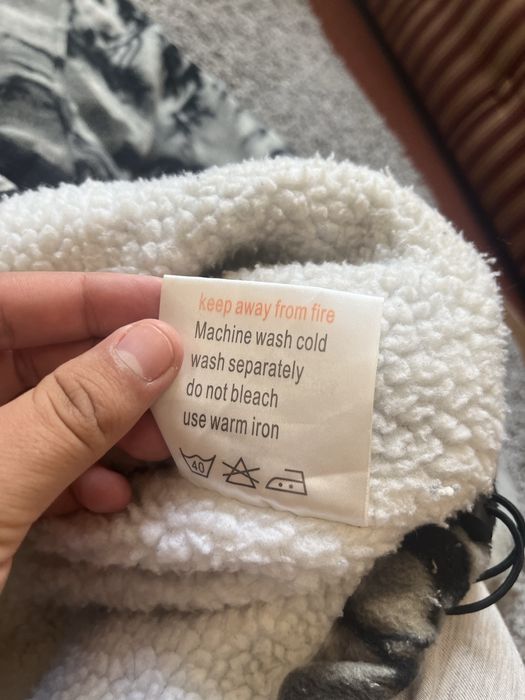 keep away from fire
Machine wash cold
wash separately
do not bleach
use warm iron
40